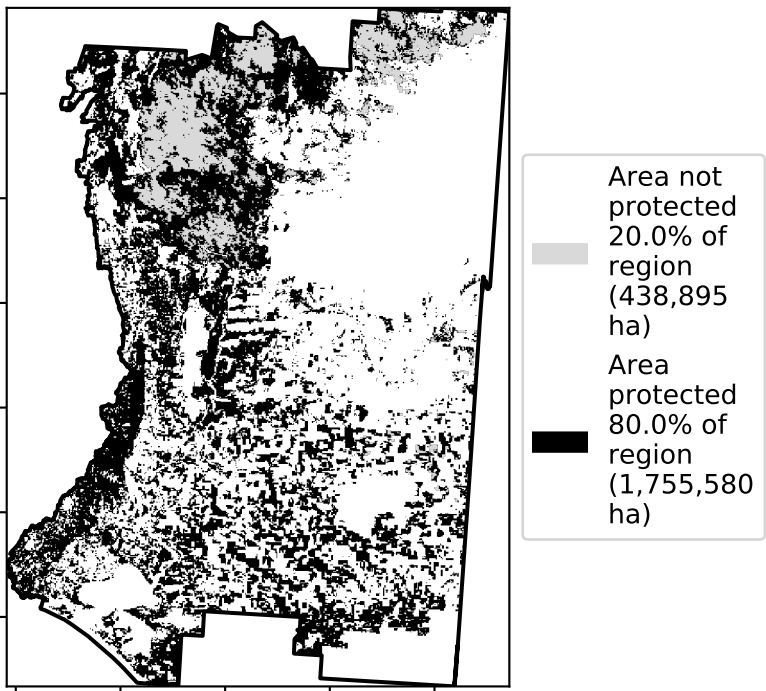 Area not
protected
20.0% of
region
(438,895
ha)
Area
protected
80.0% of
region
(1,755,580
ha)